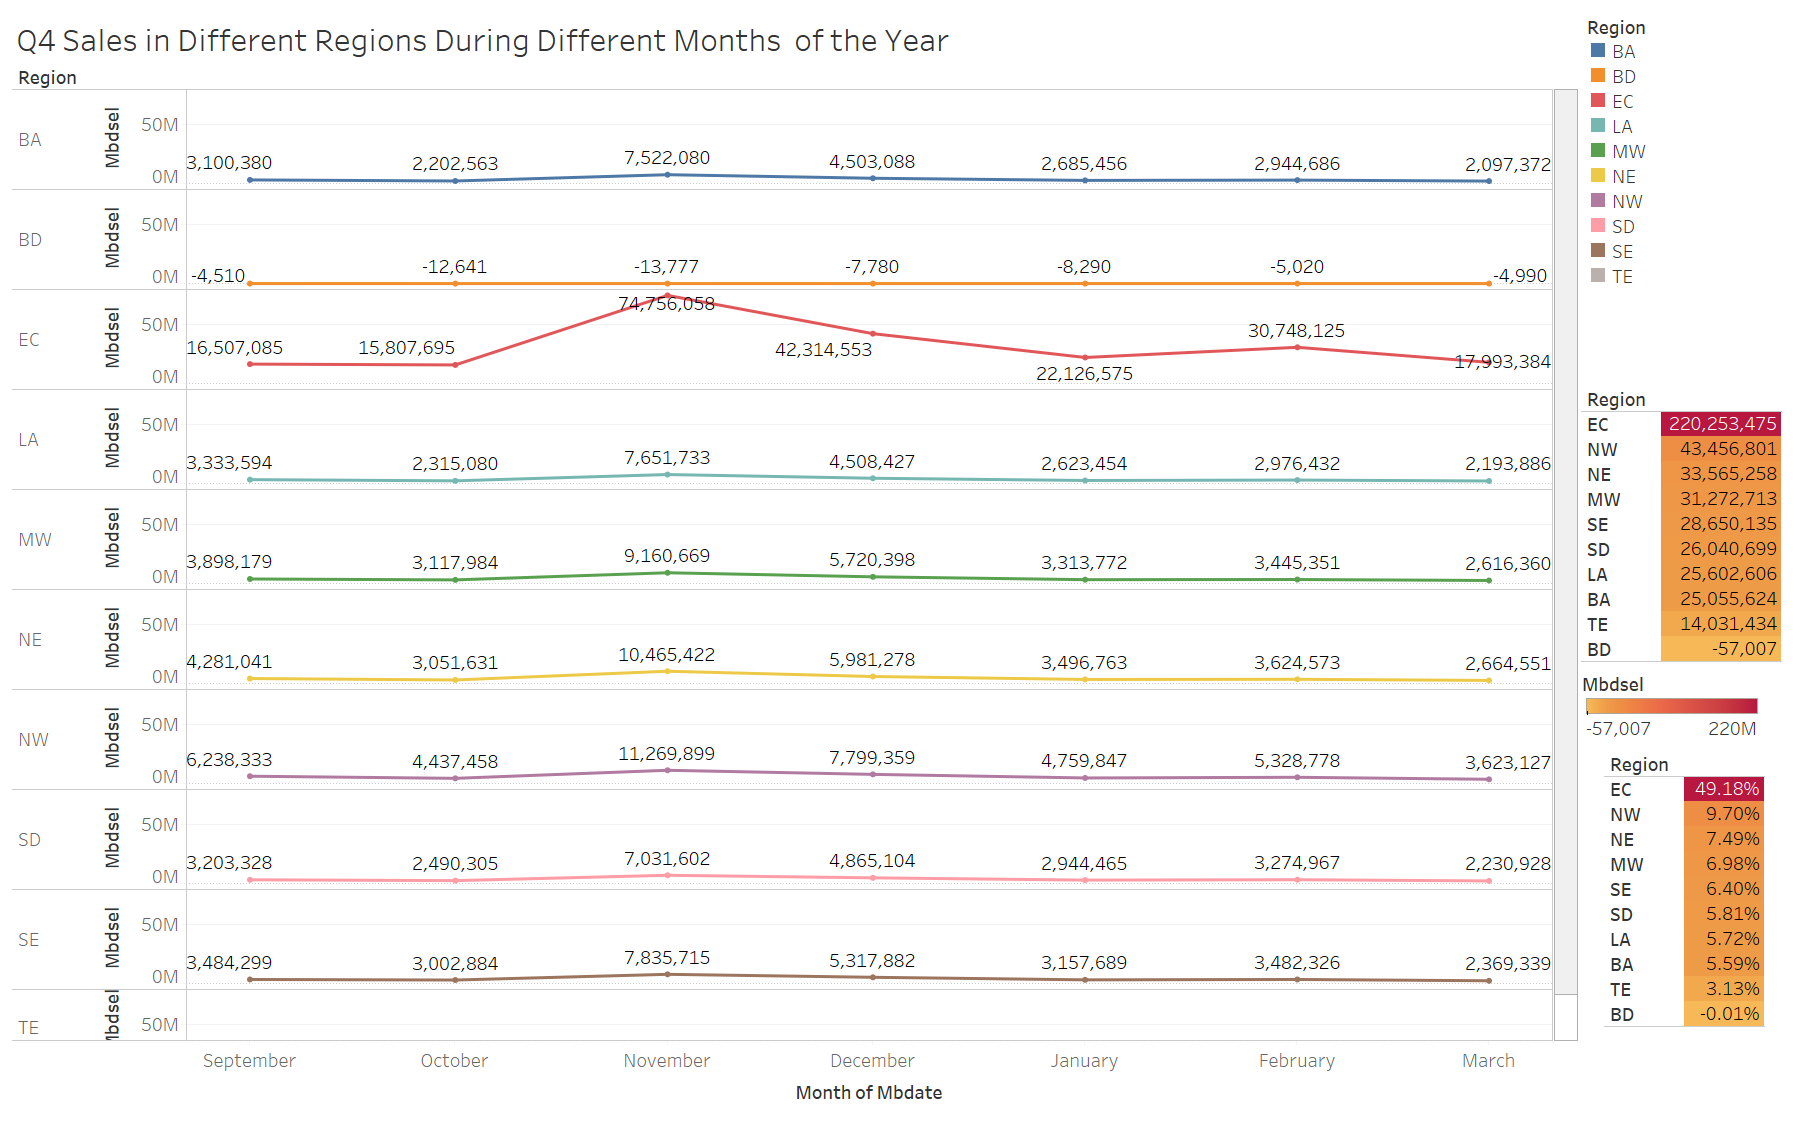 Q4 Sales in Different Regions During Different Months  of the Year
Region
BA
Mbdsel
50M
0M
3,100,380
2,202,563
7,522,080
4,503,088
2,685,456
2,944,686
2,097,372
BD
Mbdsel
50M
0M
-4,510
-12,641
-13,777
-7,780
-8,290
-5,020
-4,990
EC
Mbdsel
50M
0M
16,507,085
15,807,695
74,756,058
42,314,553
22,126,575
30,748,125
17,993,384
LA
Mbdsel
50M
0M
3,333,594
2,315,080
7,651,733
4,508,427
2,623,454
2,976,432
2,193,886
MW
Mbdsel
50M
0M
3,898,179
3,117,984
9,160,669
5,720,398
3,313,772
3,445,351
2,616,360
NE
Mbdsel
50M
0M
4,281,041
3,051,631
10,465,422
5,981,278
3,496,763
3,624,573
2,664,551
NW
Mbdsel
50M
0M
6,238,333
4,437,458
11,269,899
7,799,359
4,759,847
5,328,778
3,623,127
SD
Mbdsel
50M
0M
3,203,328
2,490,305
7,031,602
4,865,104
2,944,465
3,274,967
2,230,928
SE
Mbdsel
50M
0M
3,484,299
3,002,884
7,835,715
5,317,882
3,157,689
3,482,326
2,369,339
TE
Mbdsel
50M
September October November December January February March
Month of Mbdate
Region
BA
BD
EC
LA
MW
NE
NW
SD
SE
TE
Region
EC 220,253,475
NW 43,456,801
NE 33,565,258
MW 31,272,713
SE 28,650,135
SD 26,040,699
LA 25,602,606
BA 25,055,624
TE 14,031,434
BD -57,007
Mbdsel
-57,007 220M
Region
EC 49.18%
NW 9.70%
NE 7.49%
MW 6.98%
SE 6.40%
SD 5.81%
LA 5.72%
BA 5.59%
TE 3.13%
BD -0.01%